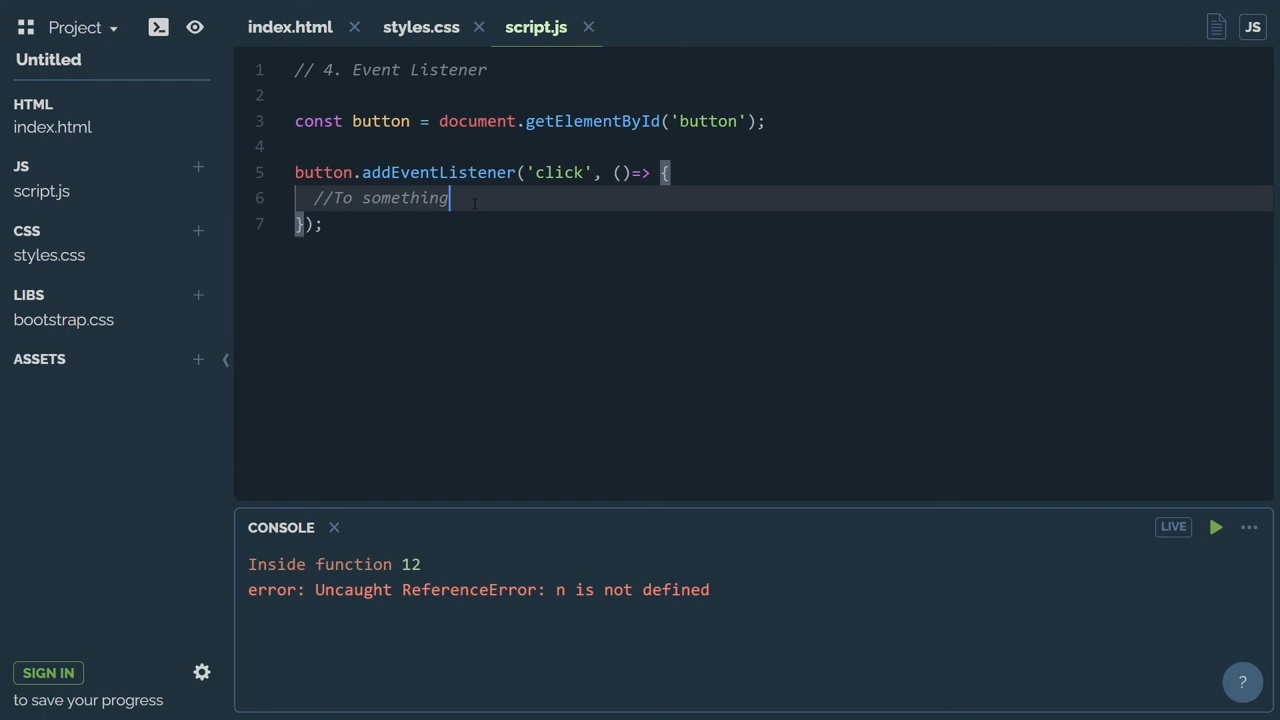 Project
index.html
styles.css
script.js
JS
Untitled
HTML
index.html
JS
script.js
CSS
styles.css
LIBS
bootstrap.css
ASSETS
1 // 4. Event Listener
2
3 const button = document.getElementById('button');
4
5 button.addEventListener('click', ()=> {
6 //To something
7 });
CONSOLE
LIVE
Inside function 12
error: Uncaught ReferenceError: n is not defined
SIGN IN
to save your progress
?